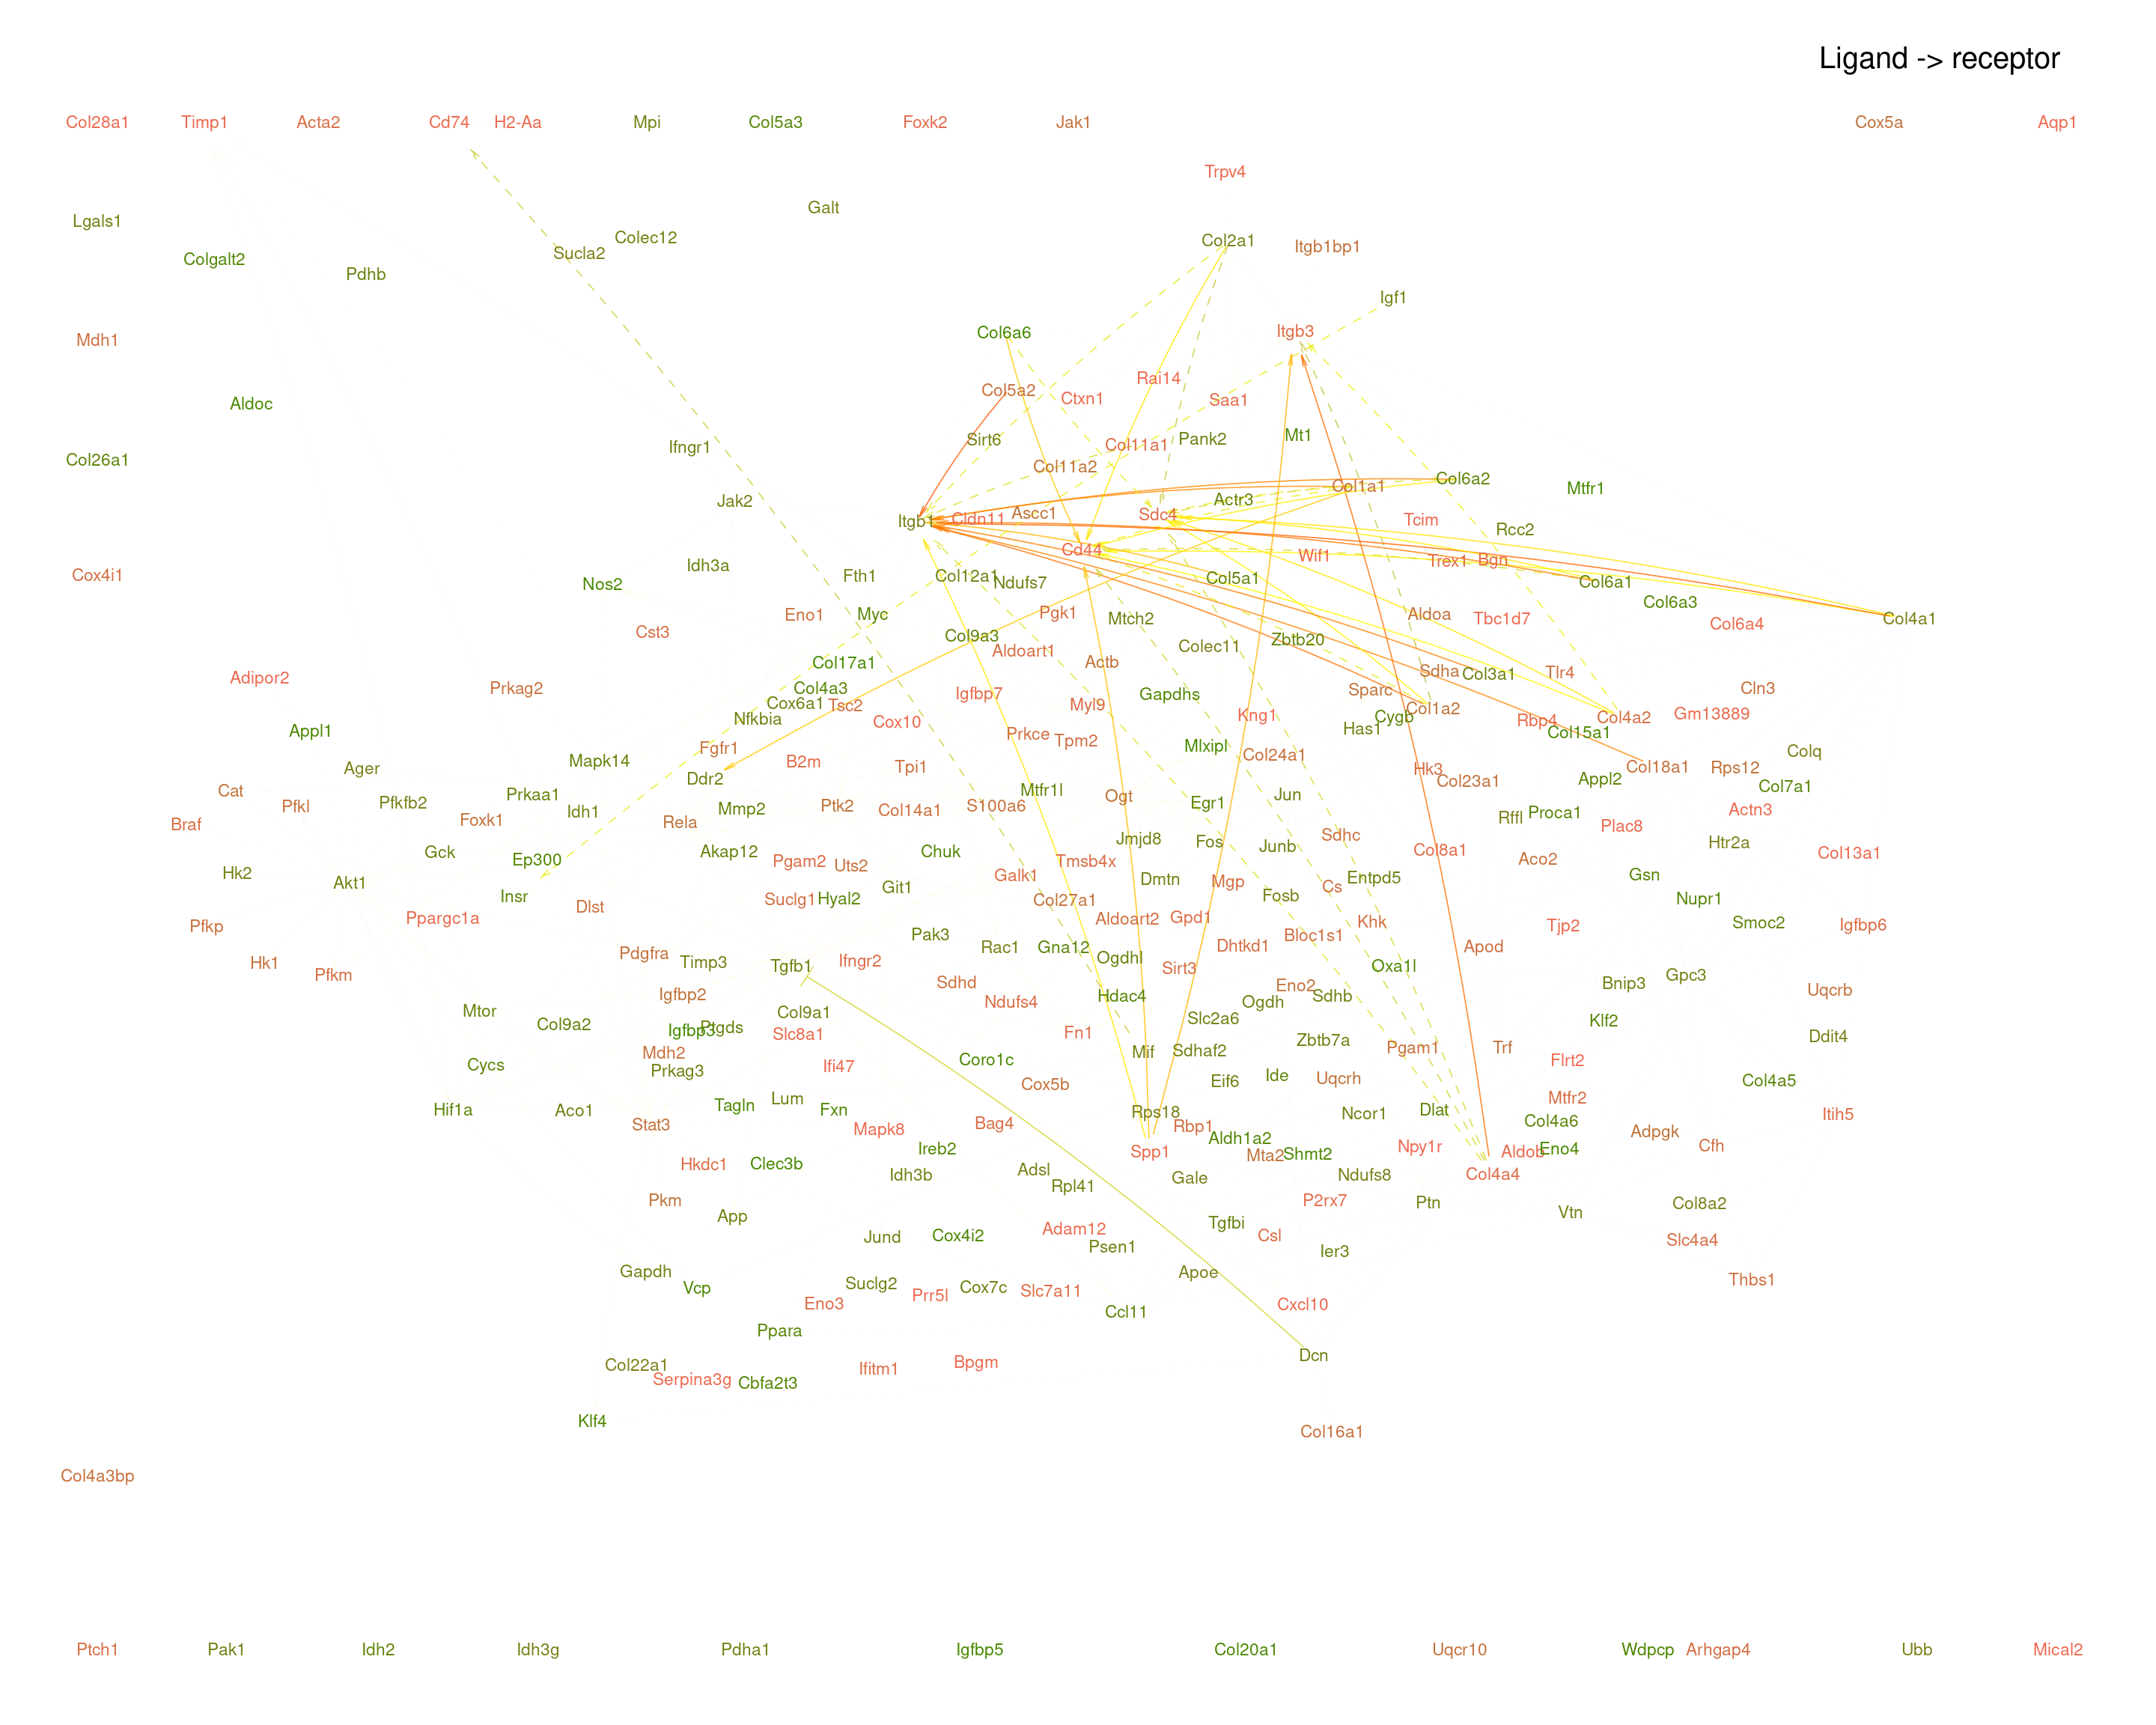 Ligand -> receptor
Col28a1 Timp1 Acta2 Cd74 H2-Aa Mpi Col5a3 Foxk2 Jak1 Cox5a Aqp1
Trpv4
Galt
Lgals1
Colec12 Col2a1
Sucla2 Itgb1bp1
Colgalt2
Pdhb
Igf1
Mdh1 Col6a6 Itgb3
Rai14
Col5a2
Aldoc Ctxn1 Saa1
Ifngr1 Sirt6 Col11a1 Pank2 Mt1
Col26a1 Col11a2
Col1a1 Col6a2 Mtfr1
Jak2 Actr3
Itgb1 Cldn11 Ascc1 Sdc4 Tcim
Rcc2
Cd44 Wif1 Trex1 Bgn
Idh3a
Cox4i1 Nos2 Fth1 Col12a1 Ndufs7 Col5a1 Col6a1
Eno1 Myc Pgk1 Mtch2 Aldoa Tbc1d7 Col6a3 Col6a4 Col4a1
Cst3 Col9a3 Aldoart1 Colec11 Zbtb20
Col17a1 Actb
Adipor2 Prkag2 Col4a3 Igfbp7 Gapdhs Sparc Sdha Col3a1 Tlr4 Cln3
Cox6a1 Tsc2 Myl9 Col1a2
Appl1 Nfkbia Cox10 Prkce Kng1 Has1 Cygb Rbp4 Col4a2 Gm13889
Fgfr1 Tpm2 Mlxipl Col15a1
Ager Mapk14 B2m Tpi1 Col24a1 Hk3 Col18a1 Rps12 Colq
Ddr2 Col23a1 Appl2 Col7a1
Cat Pfkl Pfkfb2 Prkaa1 Idh1 Mmp2 Ptk2 Col14a1 S100a6 Mtfr1l Ogt Egr1 Jun
Braf Foxk1 Rela Rffl Proca1 Plac8 Actn3
Gck Ep300 Akap12 Chuk Jmjd8 Fos Junb Sdhc Col8a1 Aco2 Htr2a Col13a1
Hk2 Akt1 Insr Pgam2 Uts2 Git1 Galk1 Tmsb4x Dmtn Mgp Cs Entpd5 Gsn
Dlst Suclg1 Hyal2 Col27a1 Fosb Nupr1
Pfkp Ppargc1a Pak3 Aldoart2 Gpd1 Bloc1s1 Khk Tjp2 Smoc2 Igfbp6
Hk1 Pfkm Pdgfra Timp3 Tgfb1 Ifngr2 Rac1 Gna12 Ogdhl Dhtkd1 Apod
Sdhd Sirt3 Oxa1l Bnip3 Gpc3
Igfbp2 Ndufs4 Hdac4 Ogdh Eno2 Sdhb Uqcrb
Mtor Col9a2 Igfbp3 Ptgds Col9a1 Slc8a1 Fn1 Slc2a6 Zbtb7a Klf2 Ddit4
Cycs Mdh2 Prkag3 Ifi47 Coro1c Mif Sdhaf2 Pgam1 Trf Flrt2
Cox5b Eif6 Ide Uqcrh Col4a5
Hif1a Aco1 Tagln Lum Fxn Rps18 Ncor1 Dlat Mtfr2 Itih5
Stat3 Mapk8 Bag4 Rbp1 Col4a6 Adpgk
Hkdc1 Clec3b Ireb2 Spp1 Aldh1a2 Mta2 Shmt2 Npy1r Aldob Eno4 Cfh
Idh3b Adsl Rpl41 Gale Ndufs8 Col4a4
Pkm App P2rx7 Ptn Vtn Col8a2
Jund Cox4i2 Adam12 Psen1 Tgfbi Csl Ier3 Slc4a4
Gapdh Vcp Suclg2 Cox7c Slc7a11 Apoe Thbs1
Eno3 Prr5l Ccl11 Cxcl10
Ppara
Col22a1 Serpina3g Cbfa2t3 Ifitm1 Bpgm Dcn
Klf4 Col16a1
Col4a3bp
Ptch1 Pak1 Idh2 Idh3g Pdha1 Igfbp5 Col20a1 Uqcr10 Wdpcp Arhgap4 Ubb Mical2